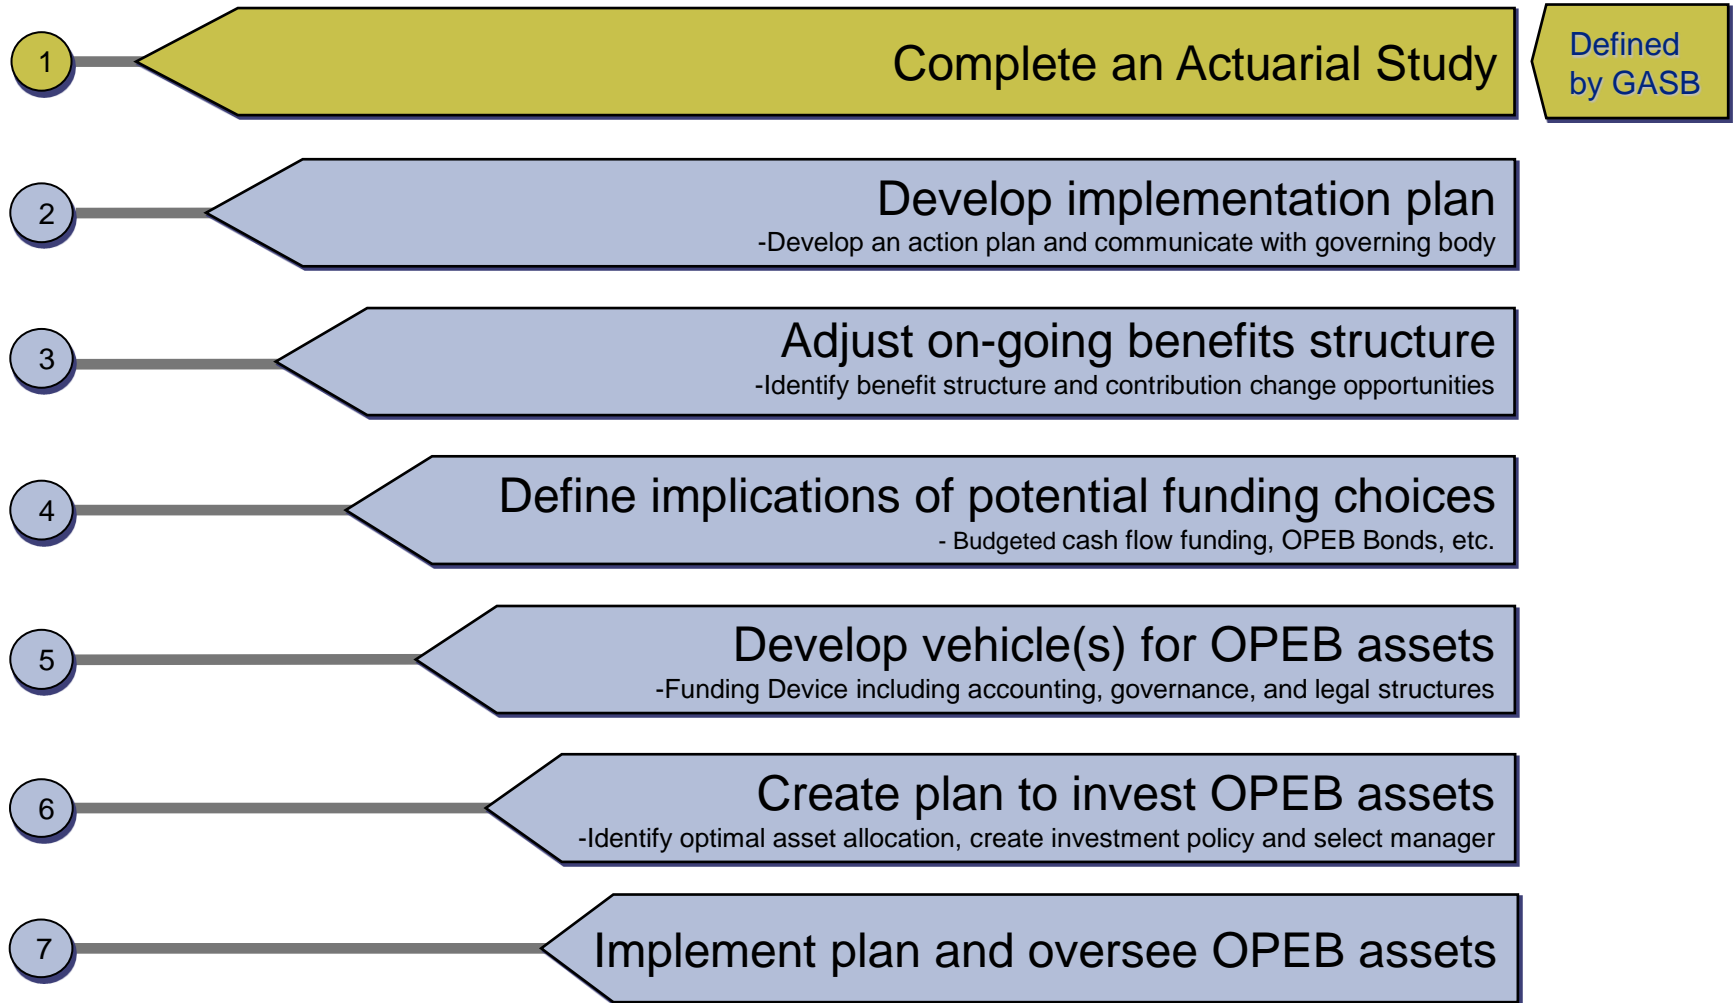 1
Complete an Actuarial Study
Defined
by GASB
2
Develop implementation plan
-Develop an action plan and communicate with governing body
3
Adjust on-going benefits structure
-Identify benefit structure and contribution change opportunities
4
Define implications of potential funding choices
- Budgeted cash flow funding, OPEB Bonds, etc.
5
Develop vehicle(s) for OPEB assets
-Funding Device including accounting, governance, and legal structures
6
Create plan to invest OPEB assets
-Identify optimal asset allocation, create investment policy and select manager
7
Implement plan and oversee OPEB assets